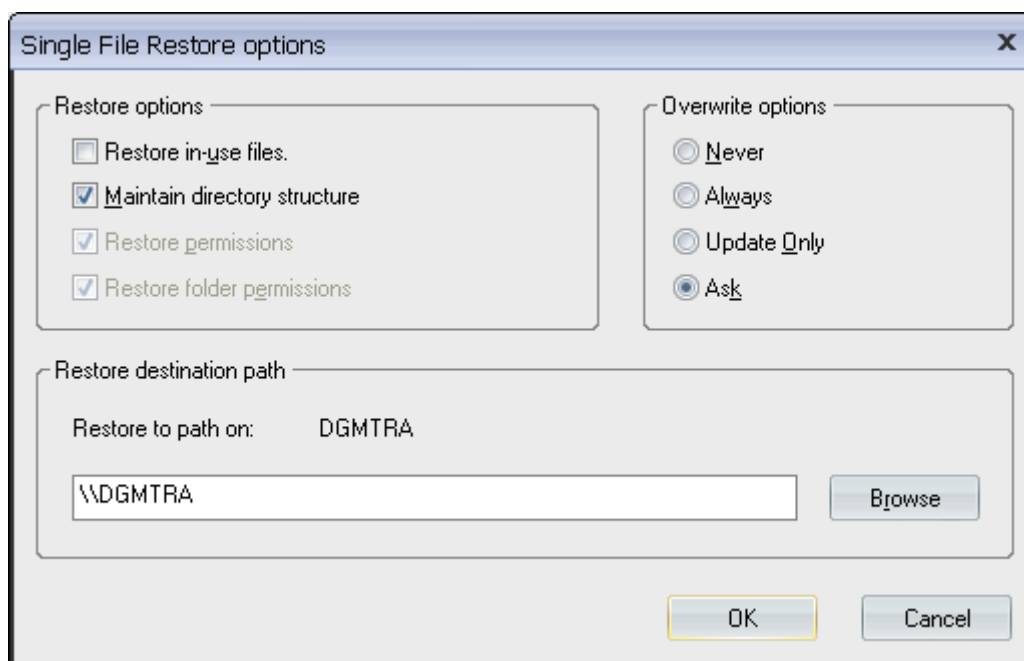 Single File Restore options
Restore options
Restore in-use files.
Maintain directory structure
Restore permissions
Restore folder permissions
Overwrite options
Never
Always
Update Only
Ask
Restore destination path
Restore to path on: DGMTRA
\\DGMTRA
Browse
OK
Cancel